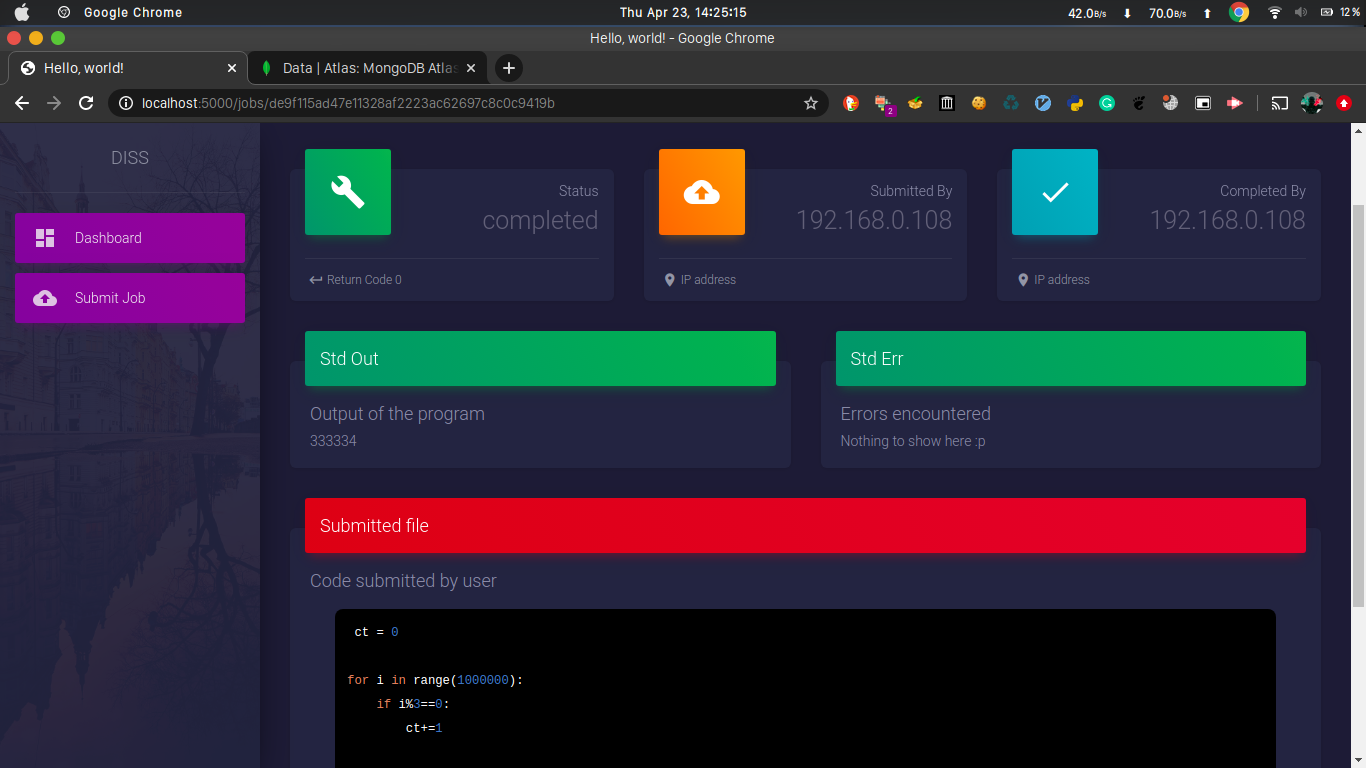 Google Chrome
Thu Apr 23, 14:25:15
42.0B/s 70.0B/s 12 %
Hello, world! - Google Chrome
Hello, world!
Data | Atlas: MongoDB Atlas
localhost:5000/jobs/de9f115ad47e11328af2223ac62697c8c0c9419b
2
DISS
Dashboard
Submit Job
Status
completed
Return Code 0
Submitted By
192.168.0.108
IP address
Completed By
192.168.0.108
IP address
Std Out
Output of the program
333334
Std Err
Errors encountered
Nothing to show here :p
Submitted file
Code submitted by user
ct = 0
for i in range(1000000):
    if i%3==0:
        ct+=1